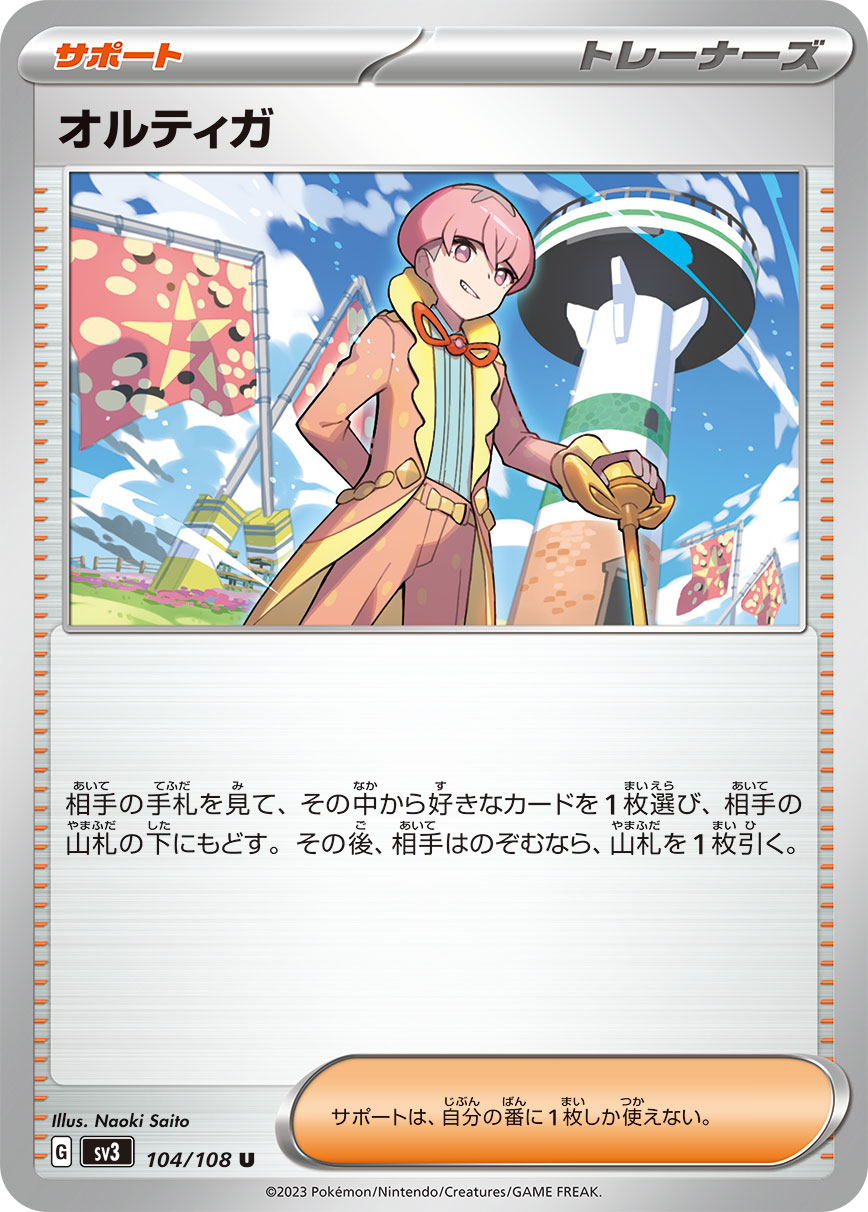 サポート トレーナーズ
オルティガ
相手の手札を見て、その中から好きなカードを1枚選び、相手の
山札の下にもどす。その後、相手はのぞむなら、山札を1枚引く。
サポートは、自分の番に1枚しか使えない。
Illus. Naoki Saito
G sv3 104/108 U
©2023 Pokémon/Nintendo/Creatures/GAME FREAK.